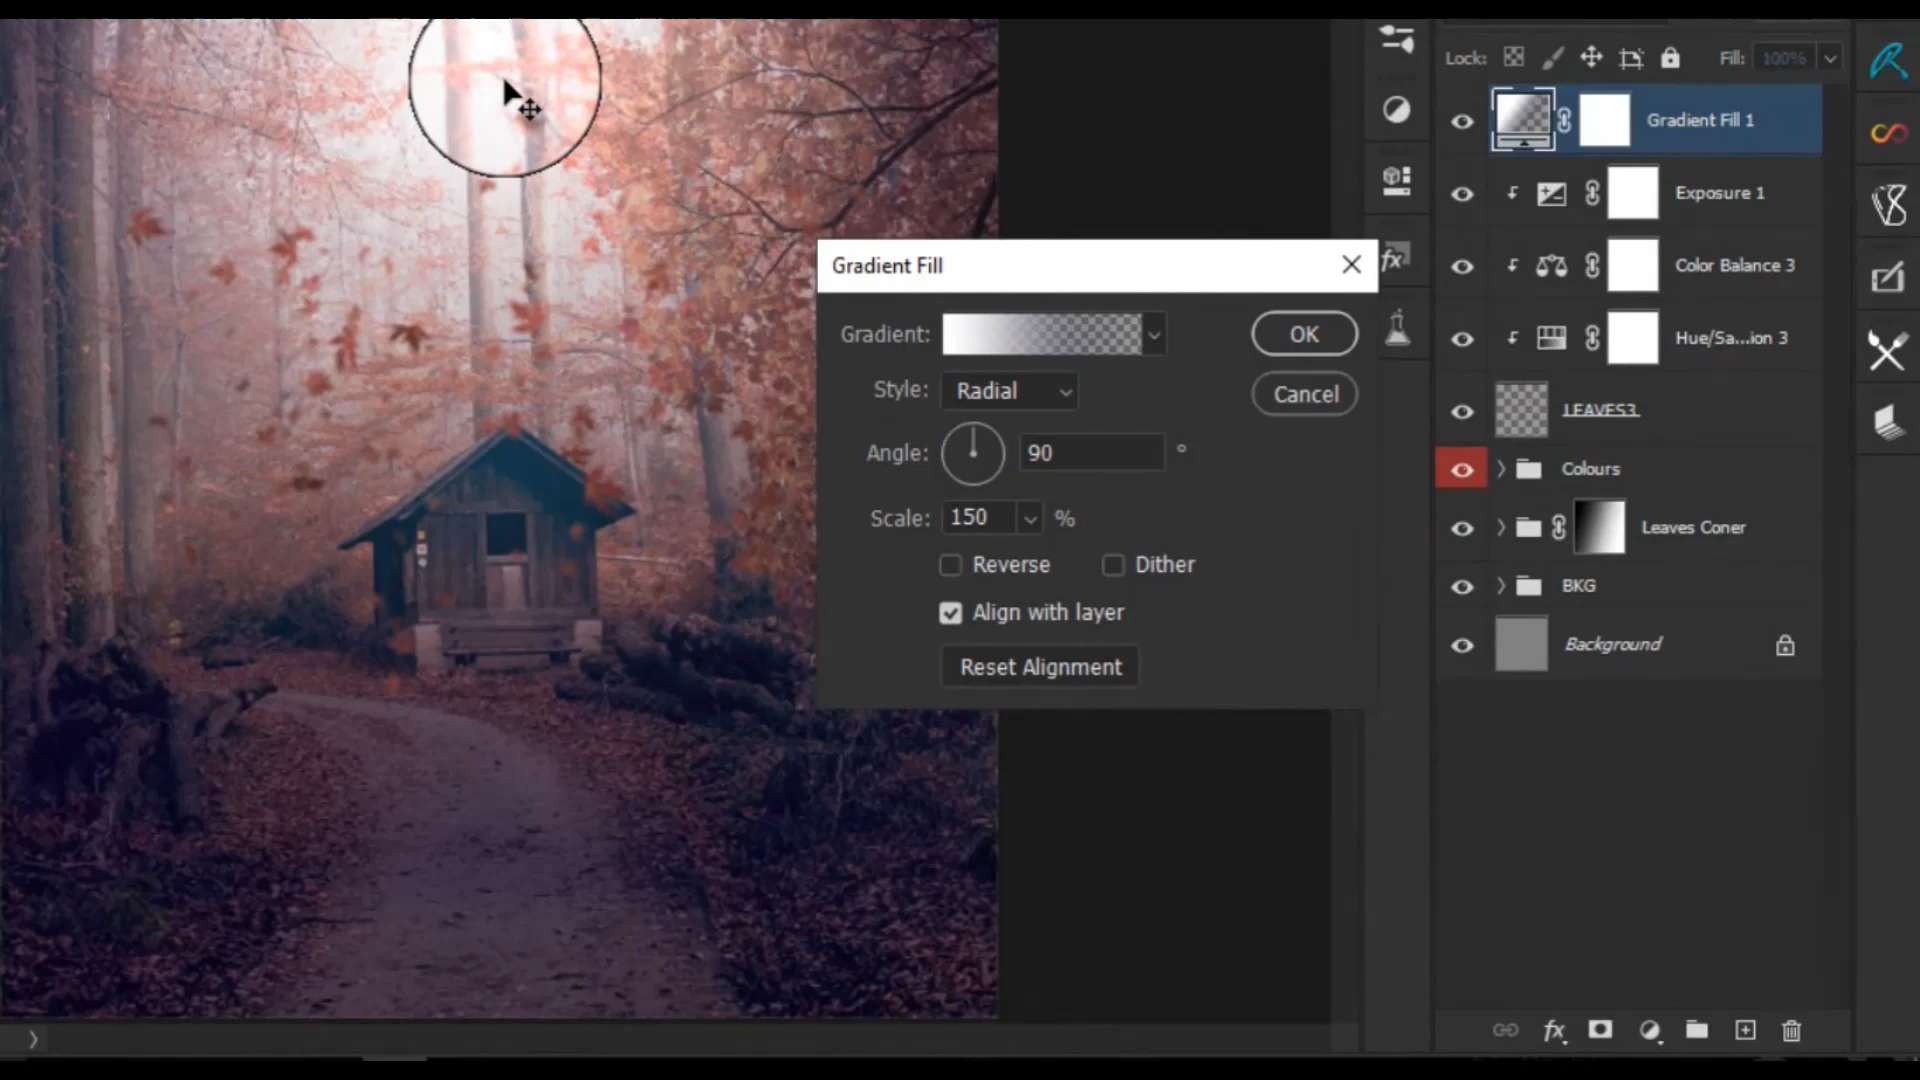 Lock:
Fill:
100%
Gradient Fill 1
Exposure 1
Color Balance 3
Hue/Sa...ion 3
LEAVES3
Colours
Leaves Coner
BKG
Background
Gradient Fill
Gradient:
OK
Style:
Radial
Cancel
Angle:
90
°
Scale:
150
%
Reverse
Dither
Align with layer
Reset Alignment
fx
fx